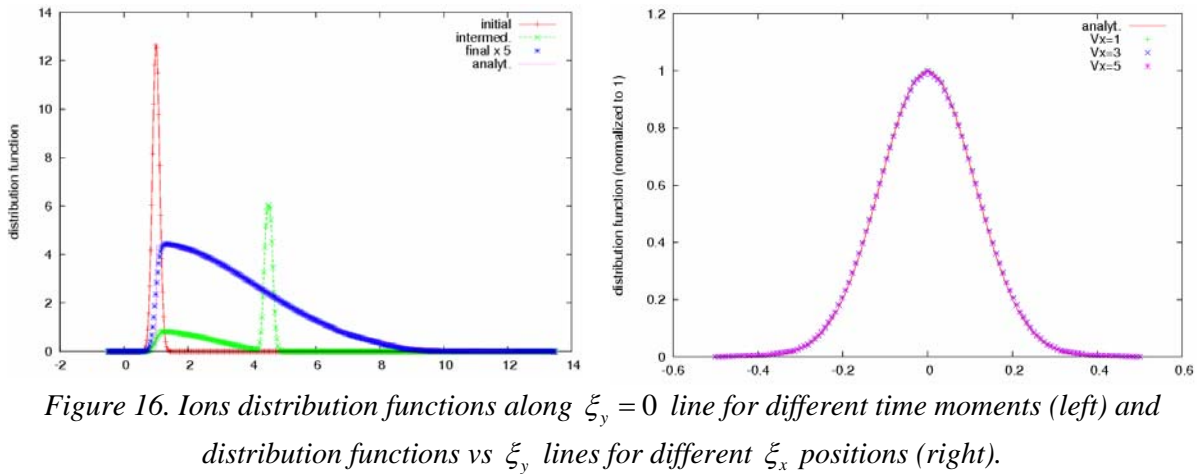 initial
intermed.
final x 5
analyt.
distribution function
14
12
10
8
6
4
2
0
-2
0
2
4
6
8
10
12
14
analyt.
Vx=1
Vx=3
Vx=5
distribution function (normalized to 1)
1.2
1
0.8
0.6
0.4
0.2
0
-0.6
-0.4
-0.2
0
0.2
0.4
0.6
Figure 16. Ions distribution functions along ξ_y = 0 line for different time moments (left) and
distribution functions vs ξ_y lines for different ξ_x positions (right).